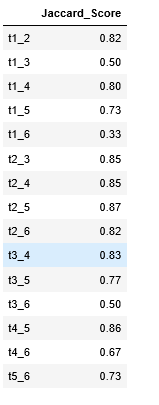 Jaccard_Score
t1_2 0.82
t1_3 0.50
t1_4 0.80
t1_5 0.73
t1_6 0.33
t2_3 0.85
t2_4 0.85
t2_5 0.87
t2_6 0.82
t3_4 0.83
t3_5 0.77
t3_6 0.50
t4_5 0.86
t4_6 0.67
t5_6 0.73